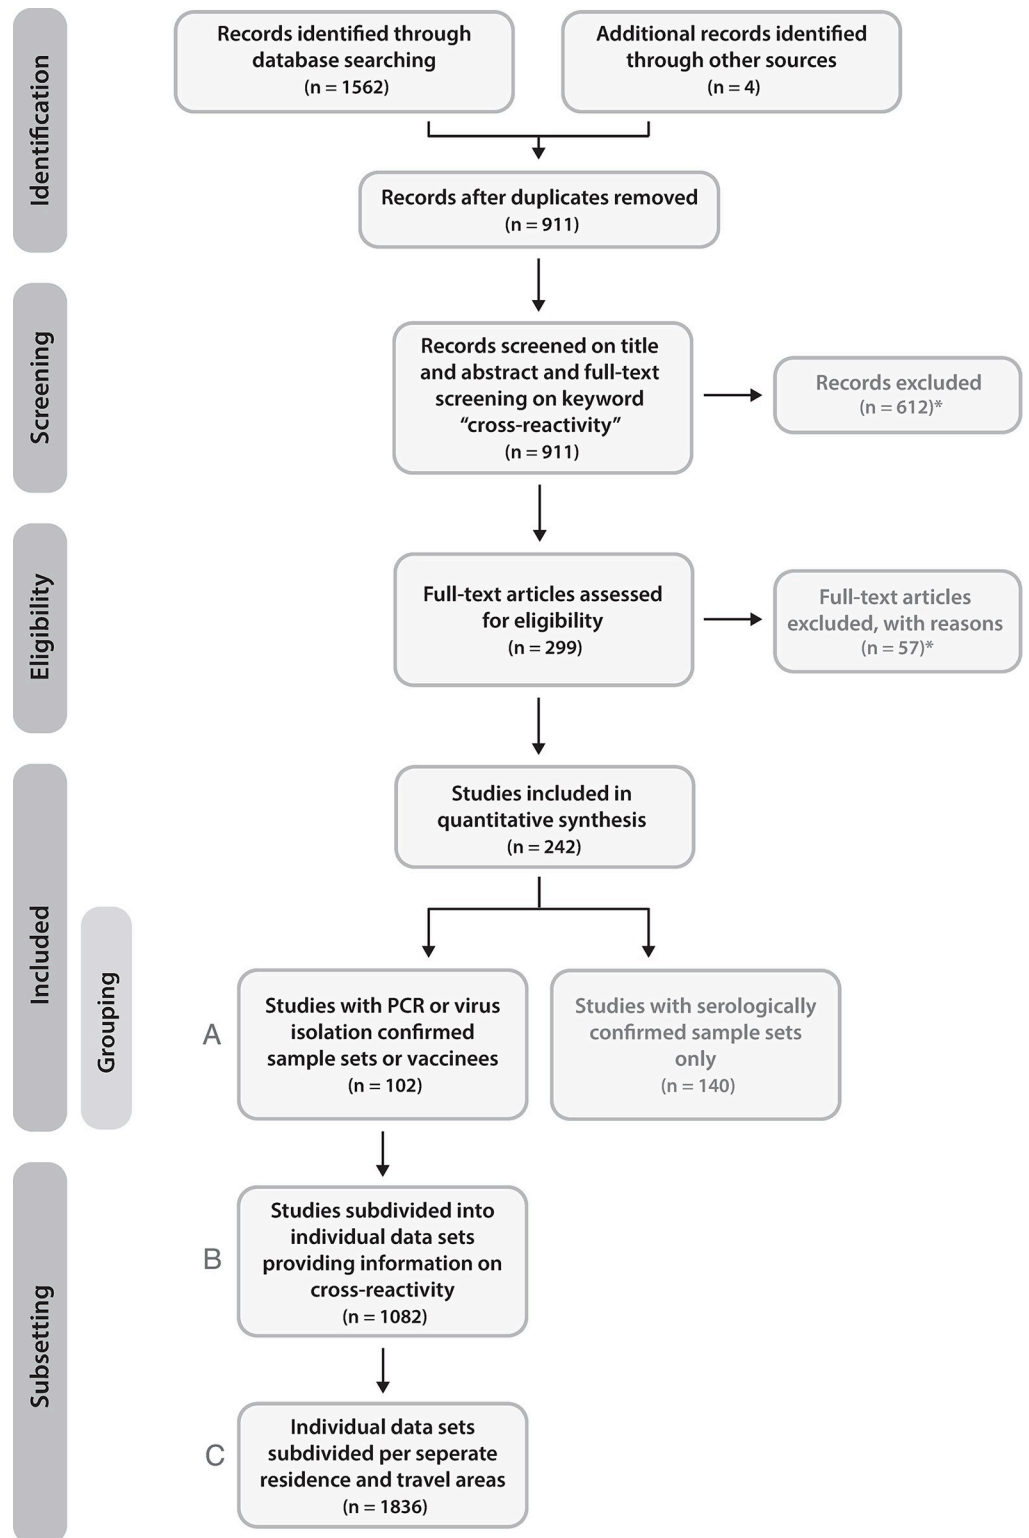 Identification
Records identified through
database searching
(n = 1562)
Additional records identified
through other sources
(n = 4)
Records after duplicates removed
(n = 911)
Screening
Records screened on title
and abstract and full-text
screening on keyword
“cross-reactivity”
(n = 911)
Records excluded
(n = 612)*
Eligibility
Full-text articles assessed
for eligibility
(n = 299)
Full-text articles
excluded, with reasons
(n = 57)*
Included
Studies included in
quantitative synthesis
(n = 242)
Grouping
A
Studies with PCR or virus
isolation confirmed
sample sets or vaccinees
(n = 102)
Studies with serologically
confirmed sample sets
only
(n = 140)
Subsetting
B
Studies subdivided into
individual data sets
providing information on
cross-reactivity
(n = 1082)
C
Individual data sets
subdivided per seperate
residence and travel areas
(n = 1836)